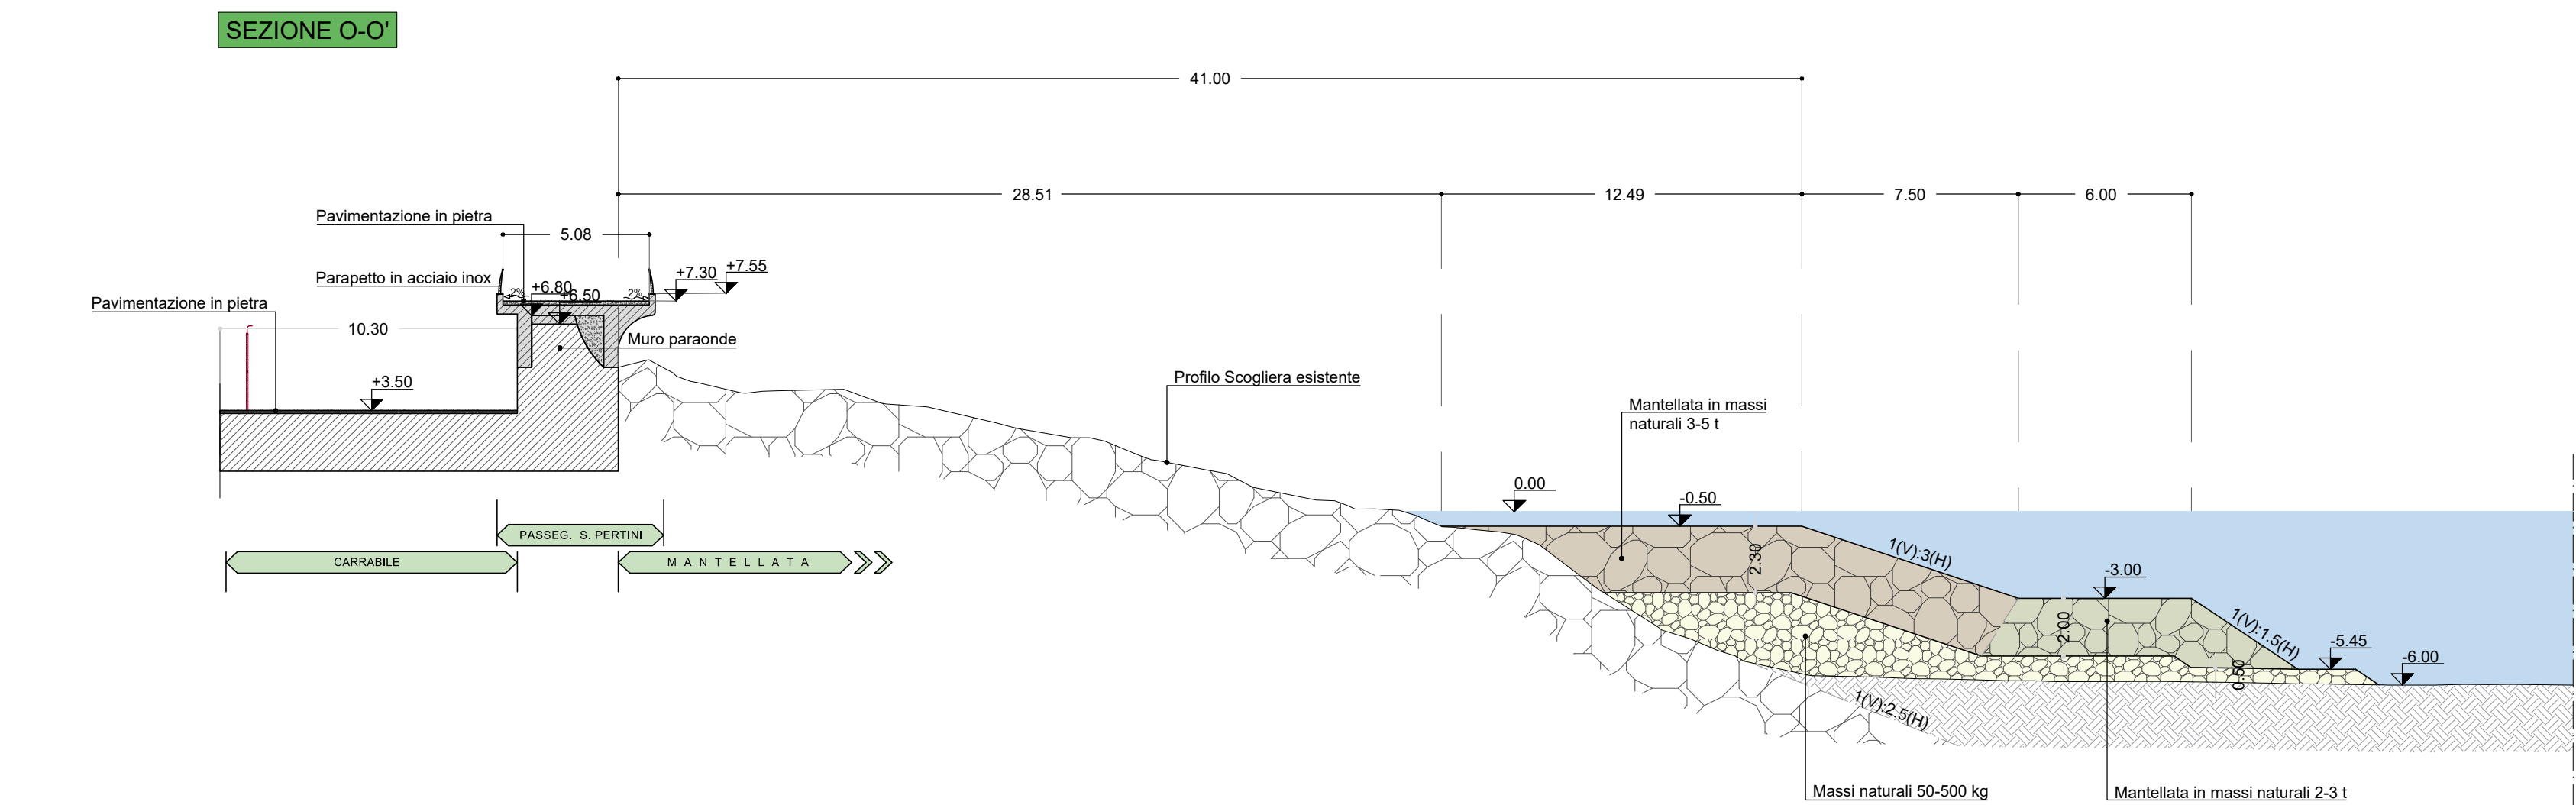 SEZIONE O-O'
41.00
28.51
12.49
7.50
6.00
Pavimentazione in pietra
5.08
+7.55
+7.30
Parapetto in acciaio inox
2%
+6.80
+6.50
2%
Pavimentazione in pietra
10.30
Muro paraonde
+3.50
Profilo Scogliera esistente
Mantellata in massi
naturali 3-5 t
0.00
-0.50
PASSEG. S. PERTINI
CARRABILE
MANTELLATA
2.30
1(V):3(H)
-3.00
2.00
1(V):1.5(H)
-5.45
-6.00
0.50
1(V):2.5(H)
Massi naturali 50-500 kg
Mantellata in massi naturali 2-3 t